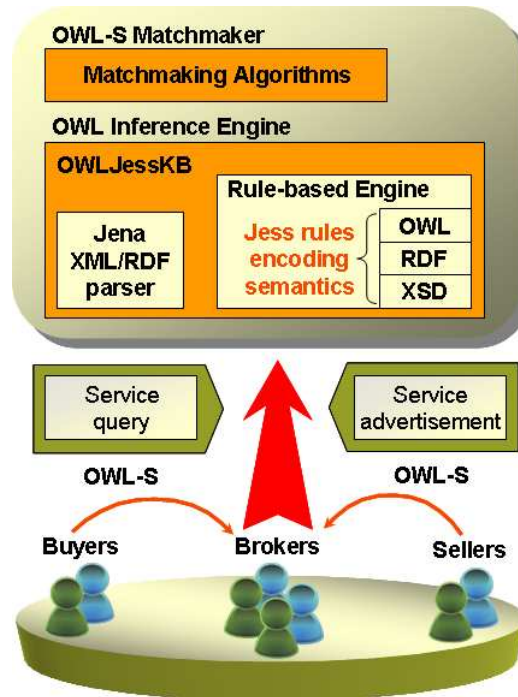 OWL-S Matchmaker
Matchmaking Algorithms
OWL Inference Engine
OWLJessKB
Rule-based Engine
Jena
XML/RDF
parser
Jess rules
encoding
semantics
OWL
RDF
XSD
Service
query
Service
advertisement
OWL-S
OWL-S
Buyers
Brokers
Sellers